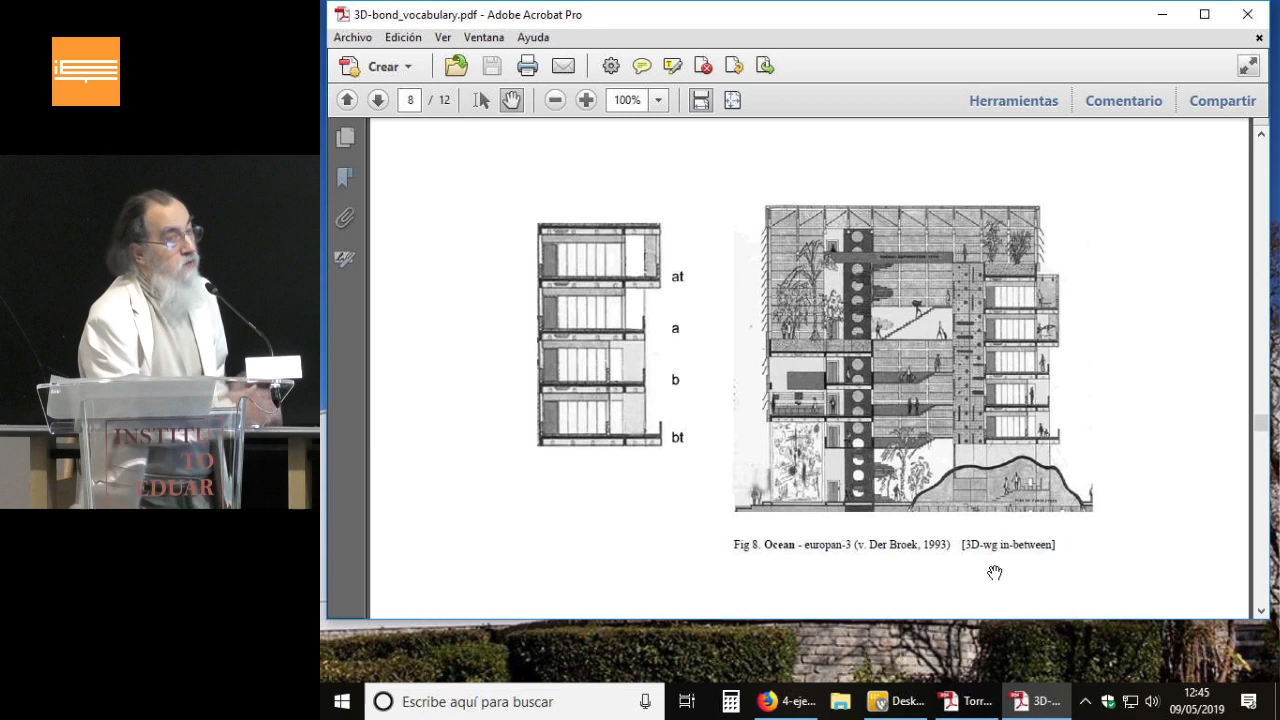 3D-bond_vocabulary.pdf - Adobe Acrobat Pro
Archivo Edición Ver Ventana Ayuda
Crear
8 / 12 100% Herramientas Comentario Compartir
at
a
b
bt
Fig 8. Ocean - europan-3 (v. Der Broek, 1993) [3D-wg in-between]
INSTITU
TO
EDUAR
Escribe aquí para buscar
4-eje...
Desk...
Torr...
3D-...
12:45
09/05/2019